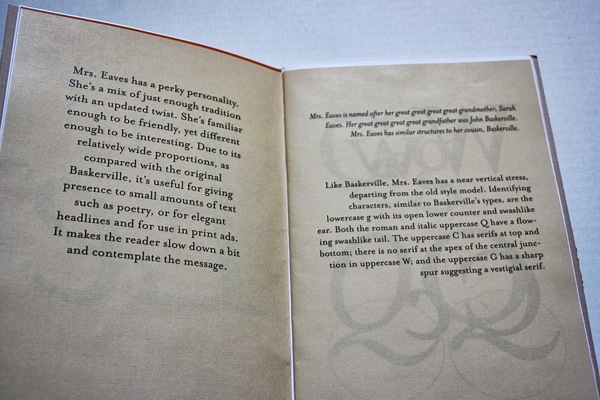 Mrs. Eaves has a perky personality.
She's a mix of just enough tradition
with an updated twist. She's familiar
enough to be friendly, yet different
enough to be interesting. Due to its
relatively wide proportions, as
compared with the original
Baskerville, it's useful for giving
presence to small amounts of text
such as poetry, or for elegant
headlines and for use in print ads.
It makes the reader slow down a bit
and contemplate the message.
Mrs. Eaves is named after her great great great great grandmother, Sarah
Eaves. Her great great great great grandfather was John Baskerville.
Mrs. Eaves has similar structures to her cousin, Baskerville.
Like Baskerville, Mrs. Eaves has a near vertical stress,
departing from the old style model. Identifying
characters, similar to Baskerville's types, are the
lowercase g with its open lower counter and swashlike
ear. Both the roman and italic uppercase Q have a flow-
ing swashlike tail. The uppercase C has serifs at top and
bottom; there is no serif at the apex of the central junc-
tion in uppercase W; and the uppercase G has a sharp
spur suggesting a vestigial serif.
W
Q Q